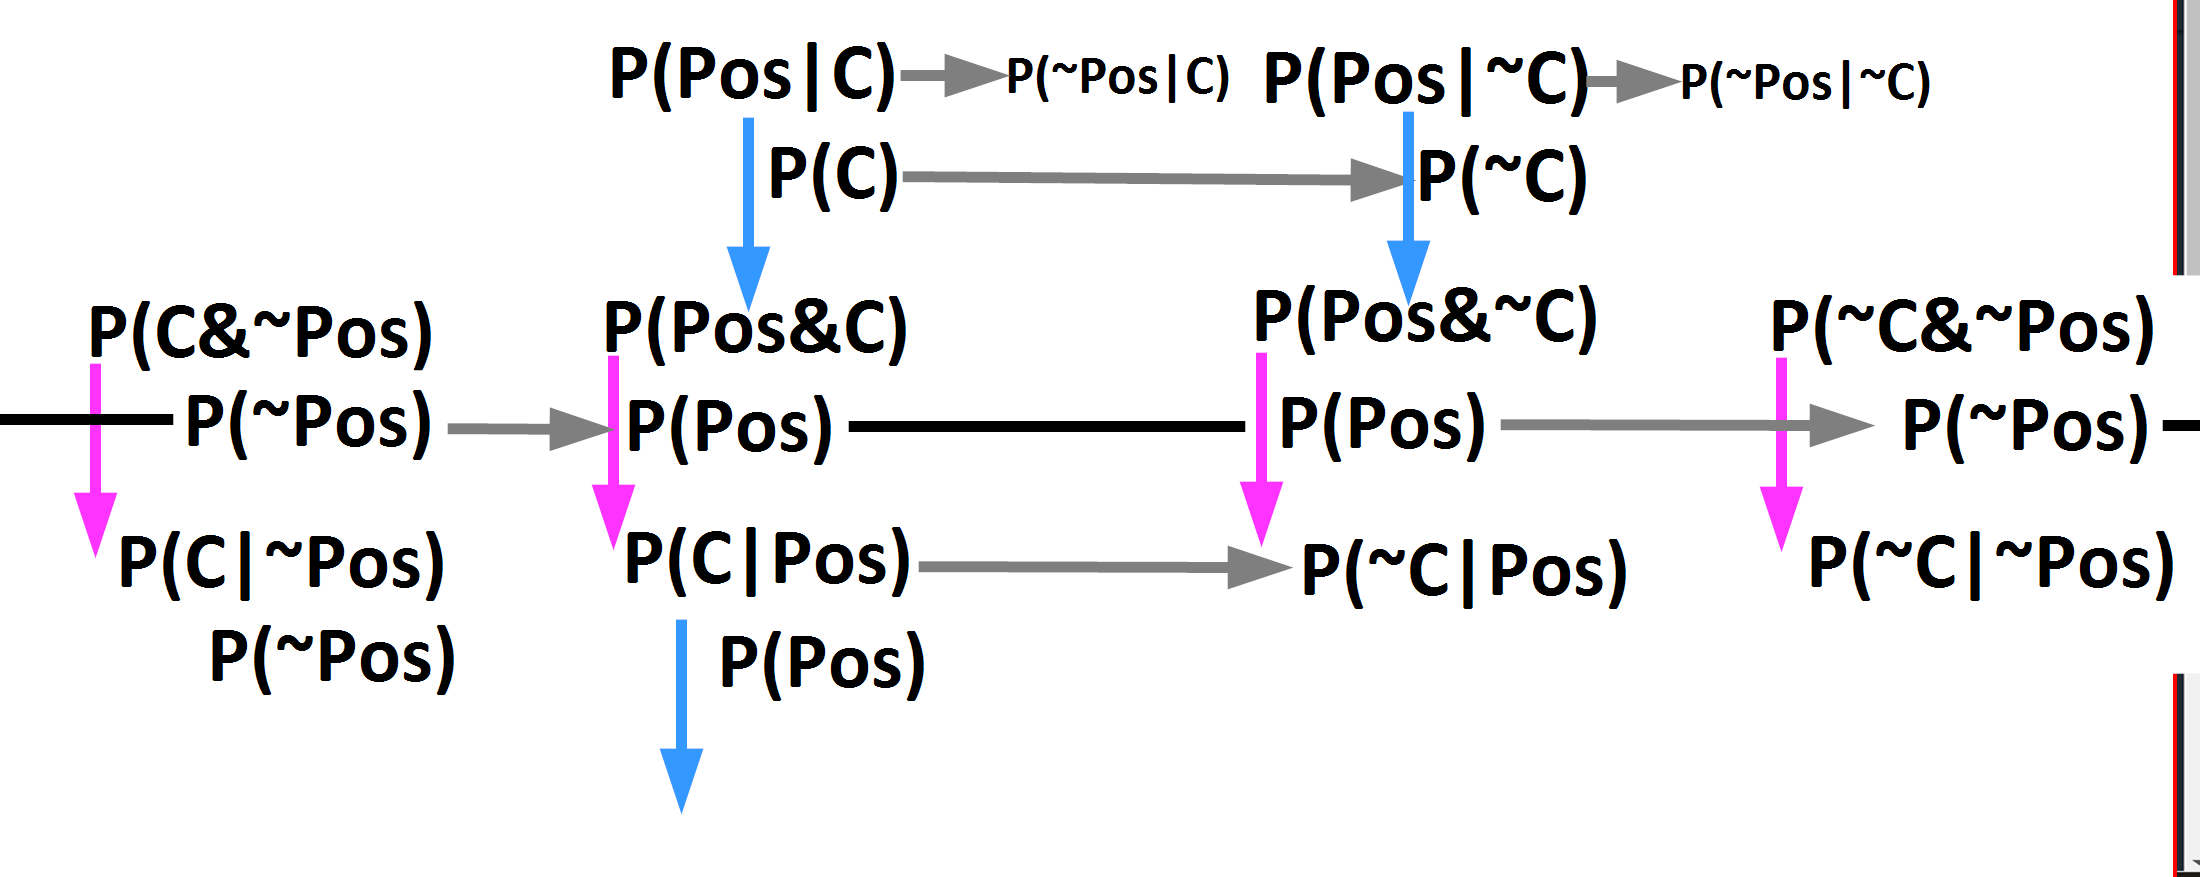 P(Pos|C) P(~Pos|C) P(Pos|~C) P(~Pos|~C)
P(C) P(~C)
P(C&~Pos) P(Pos&C) P(Pos&~C) P(~C&~Pos)
P(~Pos) P(Pos) P(Pos) P(~Pos)
P(C|~Pos) P(C|Pos) P(~C|Pos) P(~C|~Pos)
P(~Pos) P(Pos)